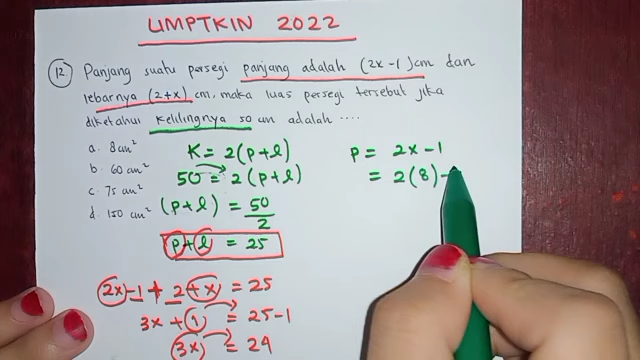 UMPTKIN 2022
12 Panjang suatu persegi panjang adalah (2x-1)cm dan
lebarnya (2+x)cm, maka luas persegi tersebut jika
diketahui kelilingnya 50 cm adalah ....
a. 8 cm²
b. 60 cm²
c. 75 cm²
d. 150 cm²
K = 2(p+l)
50 = 2(p+l)
(p+l) = 50/2
p+l = 25
2x-1 + 2+x = 25
3x + 1 = 25-1
3x = 24
p = 2x-1
= 2(8)-